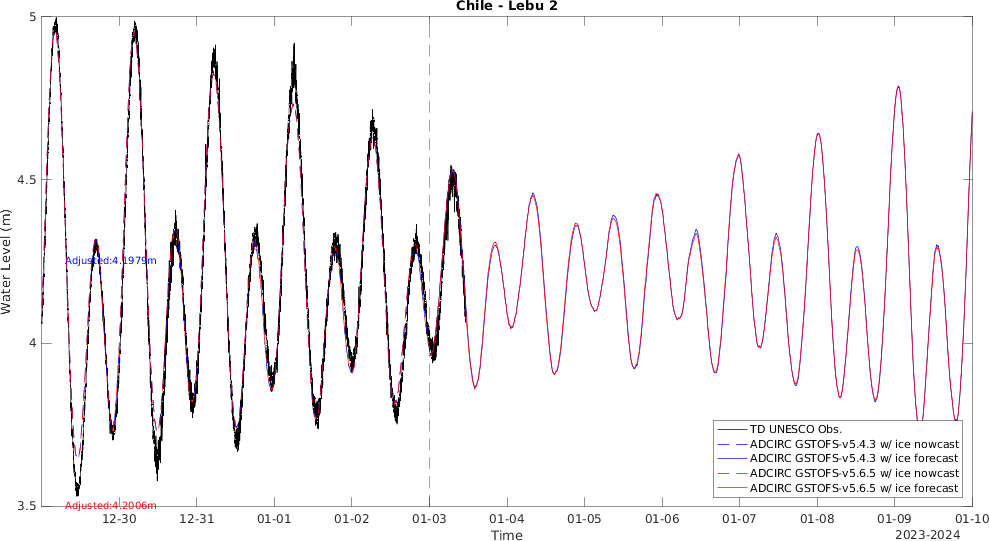 Chile - Lebu 2
Water Level (m)
5
4.5
4
3.5
Adjusted:4.1979m
Adjusted:4.2006m
TD UNESCO Obs.
ADCIRC GSTOFS-v5.4.3 w/ ice nowcast
ADCIRC GSTOFS-v5.4.3 w/ ice forecast
ADCIRC GSTOFS-v5.6.5 w/ ice nowcast
ADCIRC GSTOFS-v5.6.5 w/ ice forecast
12-30 12-31 01-01 01-02 01-03 01-04 01-05 01-06 01-07 01-08 01-09 01-10
Time
2023-2024